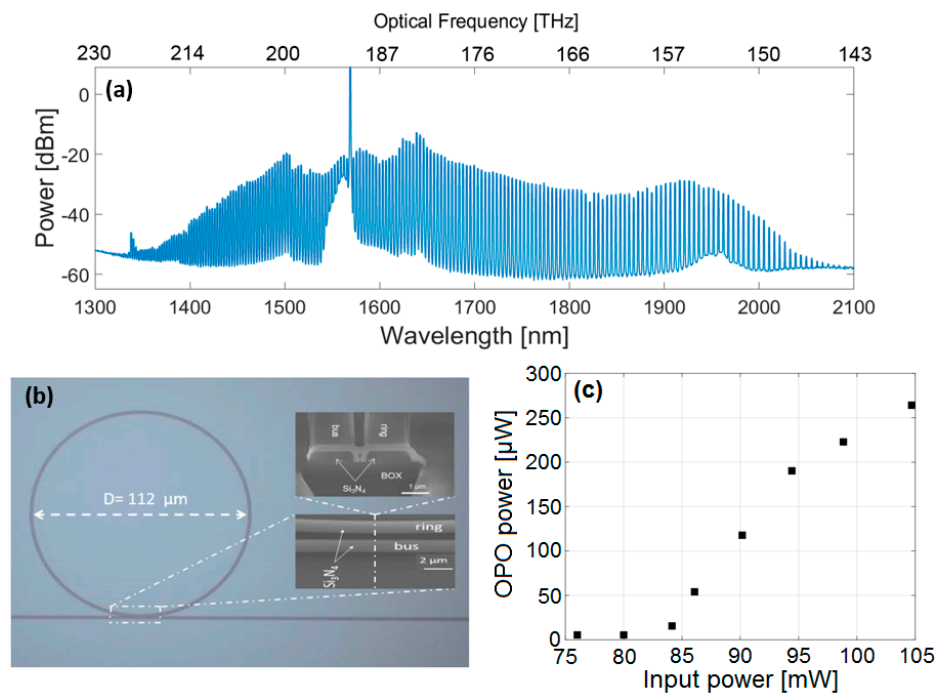 Optical Frequency [THz]
230 214 200 187 176 166 157 150 143
(a)
Power [dBm]
0
-20
-40
-60
1300 1400 1500 1600 1700 1800 1900 2000 2100
Wavelength [nm]
(b)
D= 112 µm
bus
ring
Si₃N₄
BOX
1 µm
ring
bus
Si₃N₄
2 µm
(c)
OPO power [µW]
300
250
200
150
100
50
0
75 80 85 90 95 100 105
Input power [mW]